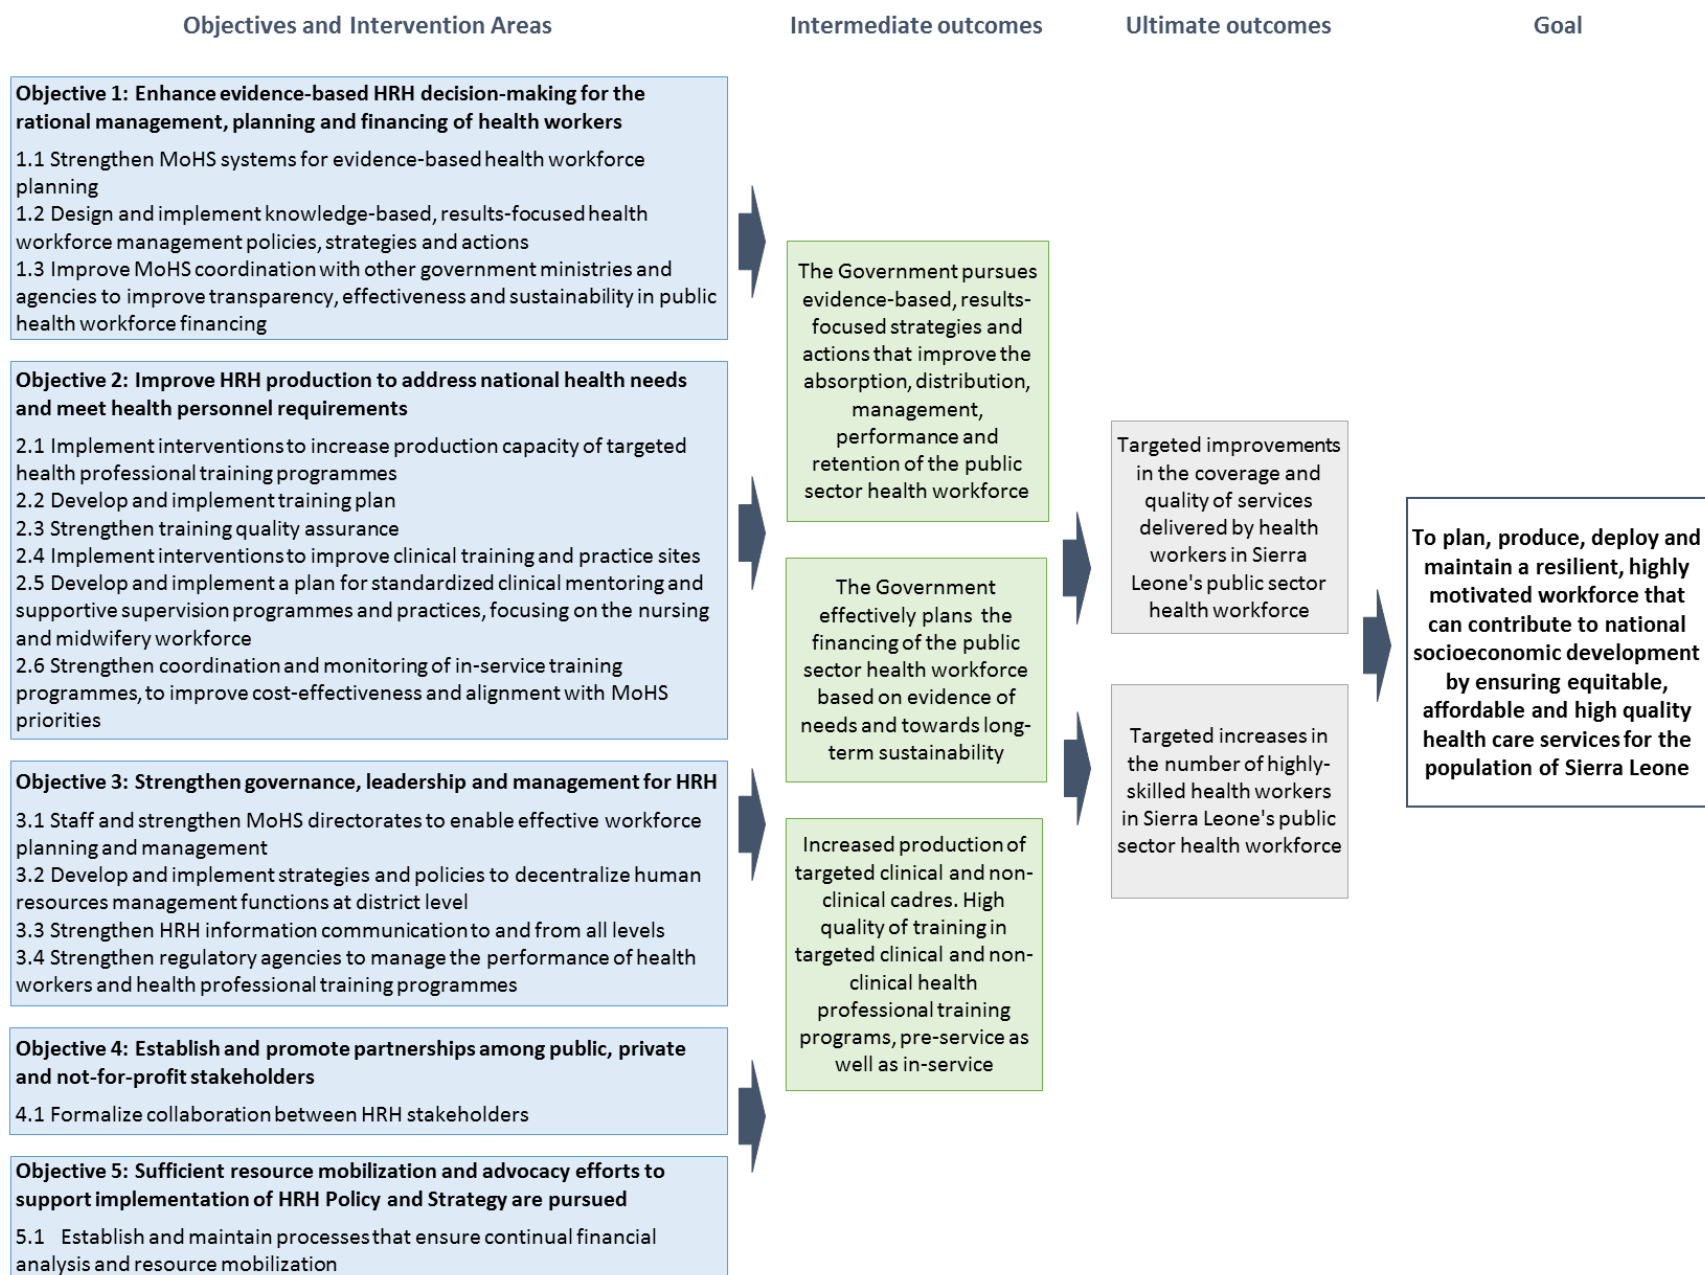 Objectives and Intervention Areas
Intermediate outcomes
Ultimate outcomes
Goal
Objective 1: Enhance evidence-based HRH decision-making for the
rational management, planning and financing of health workers
1.1 Strengthen MoHS systems for evidence-based health workforce
planning
1.2 Design and implement knowledge-based, results-focused health
workforce management policies, strategies and actions
1.3 Improve MoHS coordination with other government ministries and
agencies to improve transparency, effectiveness and sustainability in public
health workforce financing
Objective 2: Improve HRH production to address national health needs
and meet health personnel requirements
2.1 Implement interventions to increase production capacity of targeted
health professional training programmes
2.2 Develop and implement training plan
2.3 Strengthen training quality assurance
2.4 Implement interventions to improve clinical training and practice sites
2.5 Develop and implement a plan for standardized clinical mentoring and
supportive supervision programmes and practices, focusing on the nursing
and midwifery workforce
2.6 Strengthen coordination and monitoring of in-service training
programmes, to improve cost-effectiveness and alignment with MoHS
priorities
Objective 3: Strengthen governance, leadership and management for HRH
3.1 Staff and strengthen MoHS directorates to enable effective workforce
planning and management
3.2 Develop and implement strategies and policies to decentralize human
resources management functions at district level
3.3 Strengthen HRH information communication to and from all levels
3.4 Strengthen regulatory agencies to manage the performance of health
workers and health professional training programmes
Objective 4: Establish and promote partnerships among public, private
and not-for-profit stakeholders
4.1 Formalize collaboration between HRH stakeholders
Objective 5: Sufficient resource mobilization and advocacy efforts to
support implementation of HRH Policy and Strategy are pursued
5.1 Establish and maintain processes that ensure continual financial
analysis and resource mobilization
The Government pursues
evidence-based, results-
focused strategies and
actions that improve the
absorption, distribution,
management,
performance and
retention of the public
sector health workforce
The Government
effectively plans the
financing of the public
sector health workforce
based on evidence of
needs and towards long-
term sustainability
Increased production of
targeted clinical and non-
clinical cadres. High
quality of training in
targeted clinical and non-
clinical health
professional training
programs, pre-service as
well as in-service
Targeted improvements
in the coverage and
quality of services
delivered by health
workers in Sierra
Leone's public sector
health workforce
Targeted increases in
the number of highly-
skilled health workers
in Sierra Leone's public
sector health workforce
To plan, produce, deploy and
maintain a resilient, highly
motivated workforce that
can contribute to national
socioeconomic development
by ensuring equitable,
affordable and high quality
health care services for the
population of Sierra Leone